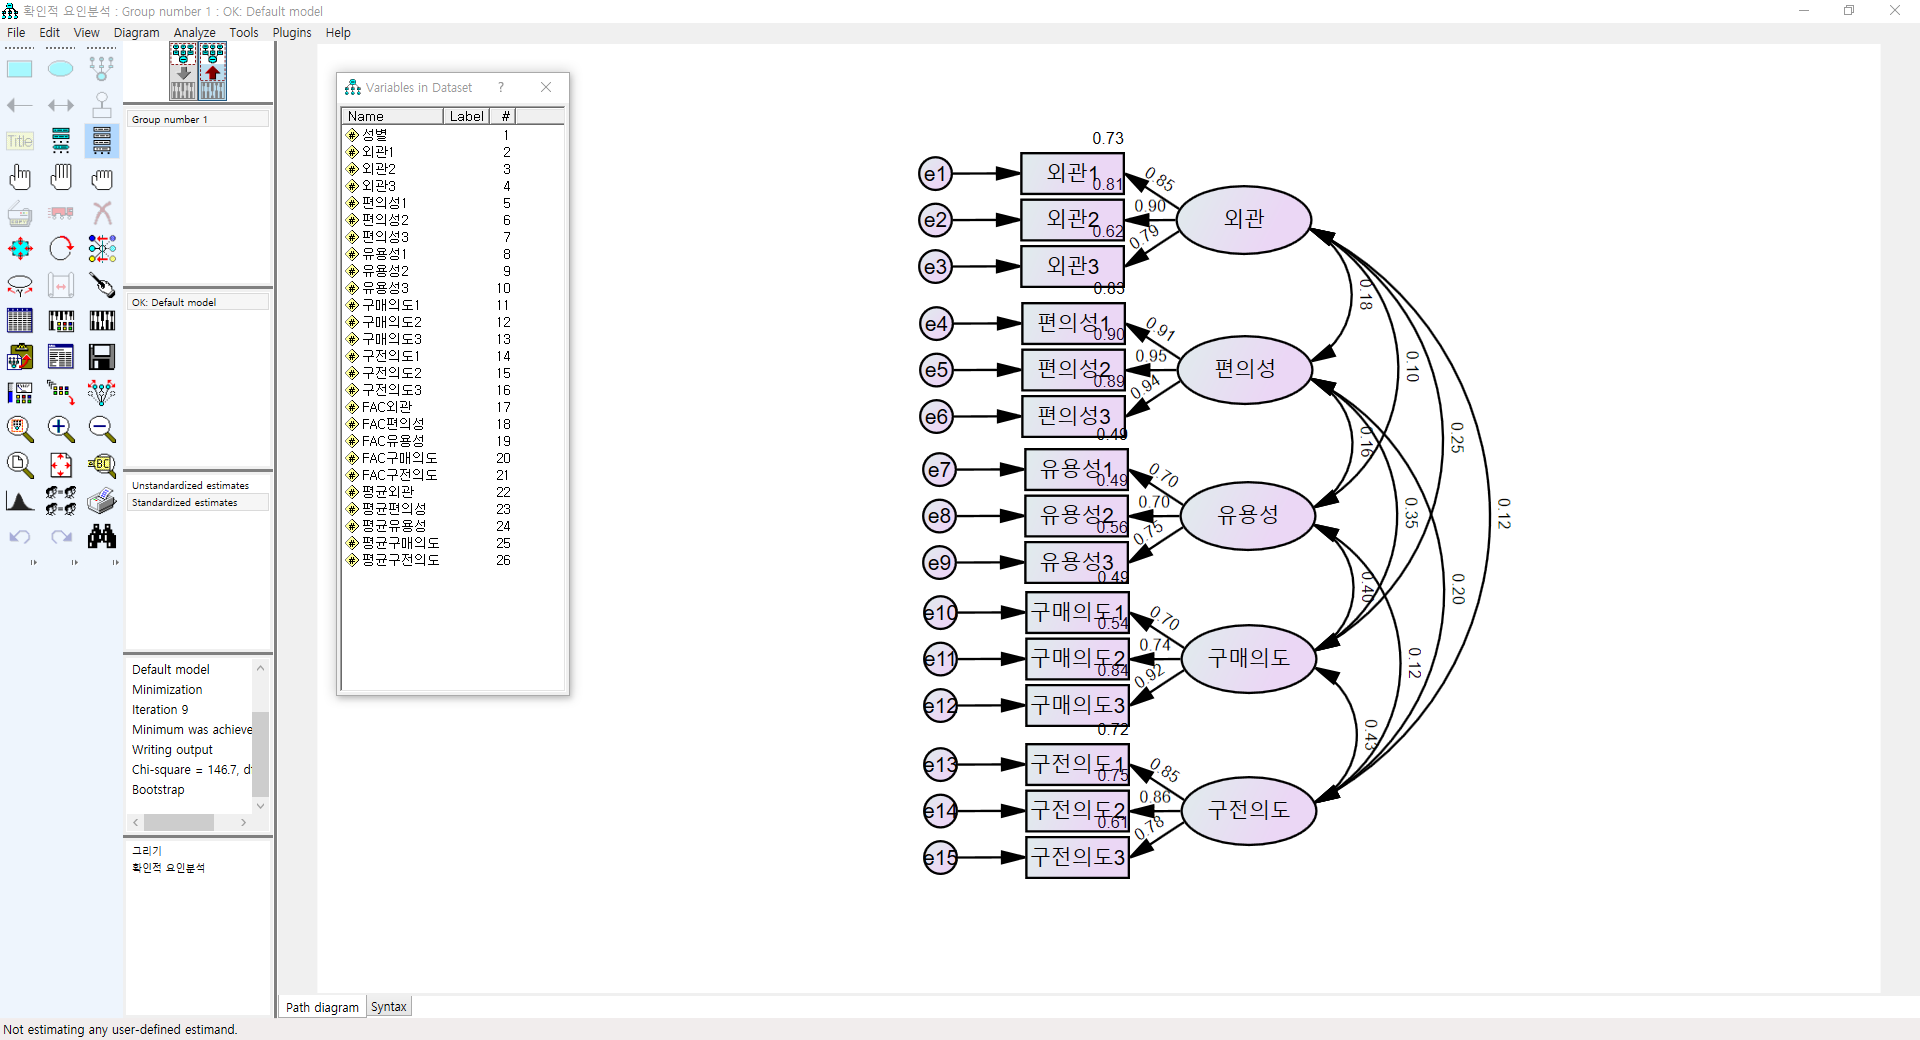 확인적 요인분석 : Group number 1 : OK: Default model
File Edit View Diagram Analyze Tools Plugins Help
Title
Group number 1
OK: Default model
Unstandardized estimates
Standardized estimates
Default model
Minimization
Iteration 9
Minimum was achieve
Writing output
Chi-square = 146.7, d
Bootstrap
그리기
확인적 요인분석
Variables in Dataset ?
Name Label #
성별 1
외관1 2
외관2 3
외관3 4
편의성1 5
편의성2 6
편의성3 7
유용성1 8
유용성2 9
유용성3 10
구매의도1 11
구매의도2 12
구매의도3 13
구전의도1 14
구전의도2 15
구전의도3 16
FAC외관 17
FAC편의성 18
FAC유용성 19
FAC구매의도 20
FAC구전의도 21
평균외관 22
평균편의성 23
평균유용성 24
평균구매의도 25
평균구전의도 26
0.73
e1 외관1 0.85
0.81
e2 외관2 0.90 외관
0.62
e3 외관3 0.79
0.83
e4 편의성1 0.91
0.90
e5 편의성2 0.95 편의성
0.89
e6 편의성3 0.94
0.49
e7 유용성1 0.70
0.49
e8 유용성2 0.70 유용성
0.56
e9 유용성3 0.75
0.49
e10 구매의도1 0.70
0.54
e11 구매의도2 0.74 구매의도
0.84
e12 구매의도3 0.92
0.72
e13 구전의도1 0.85
0.75
e14 구전의도2 0.86 구전의도
0.61
e15 구전의도3 0.78
0.18
0.10
0.25
0.12
0.16
0.35
0.20
0.40
0.12
0.43
Path diagram Syntax
Not estimating any user-defined estimand.